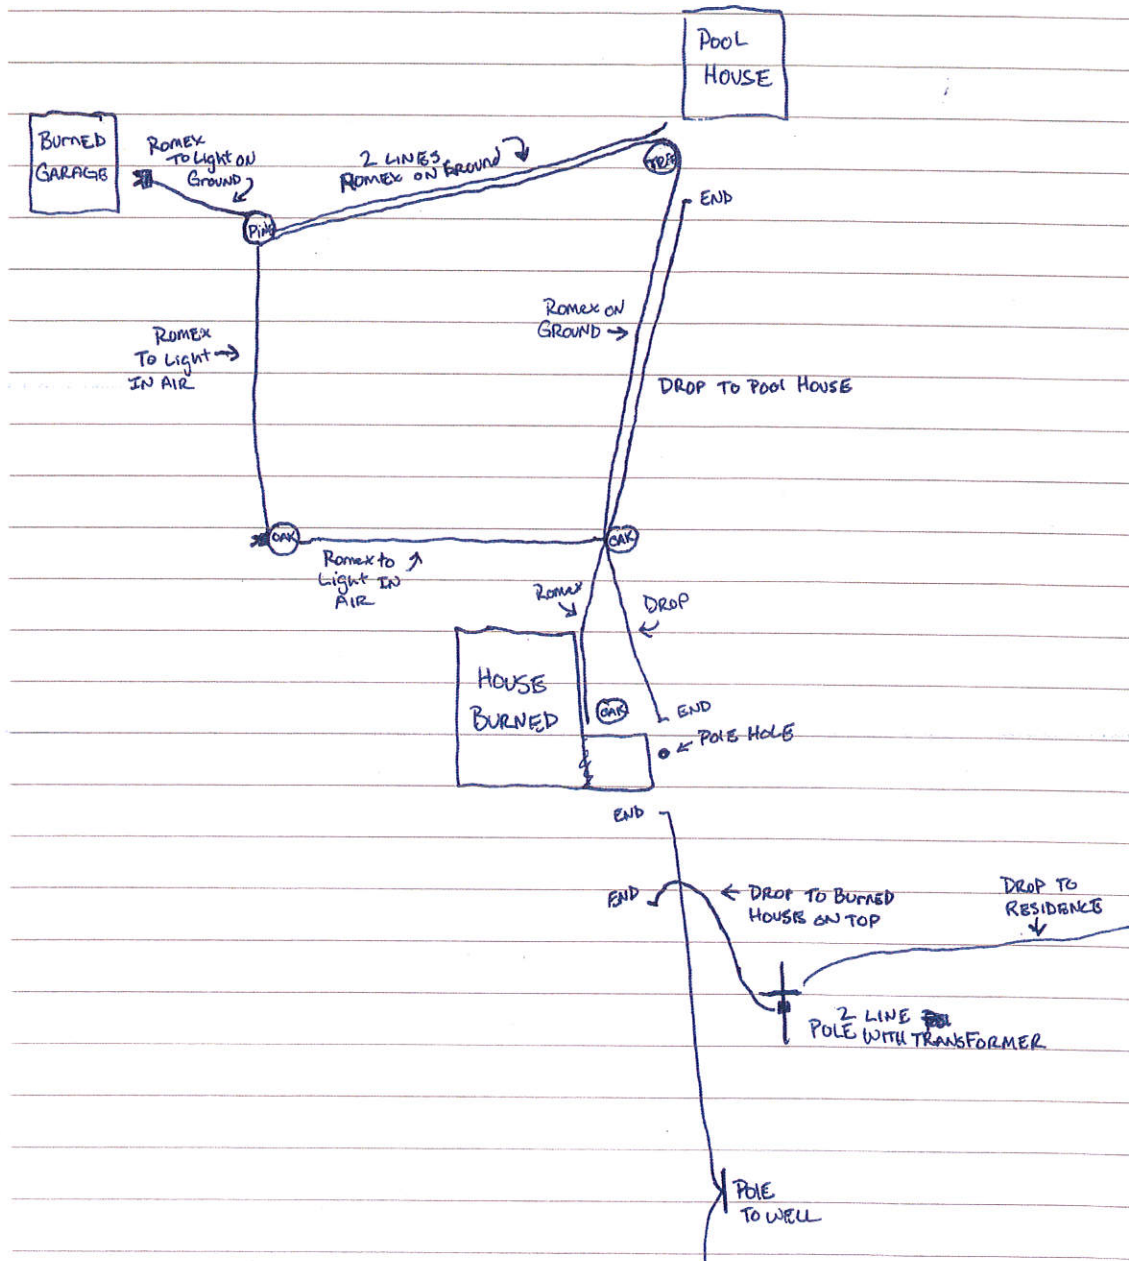 POOL
HOUSE
BURNED
GARAGE
ROMEX
TO LIGHT ON
GROUND
2 LINES
ROMEX ON GROUND
TREE
END
PINE
ROMEX ON
GROUND
ROMEX
TO LIGHT
IN AIR
DROP TO POOL HOUSE
OAK
OAK
ROMEX TO
LIGHT IN
AIR
ROMEX
DROP
HOUSE
BURNED
OAK
END
POLE HOLE
END
END
DROP TO BURNED
HOUSE ON TOP
DROP TO
RESIDENCE
2 LINE
POLE WITH TRANSFORMER
POLE
TO WELL